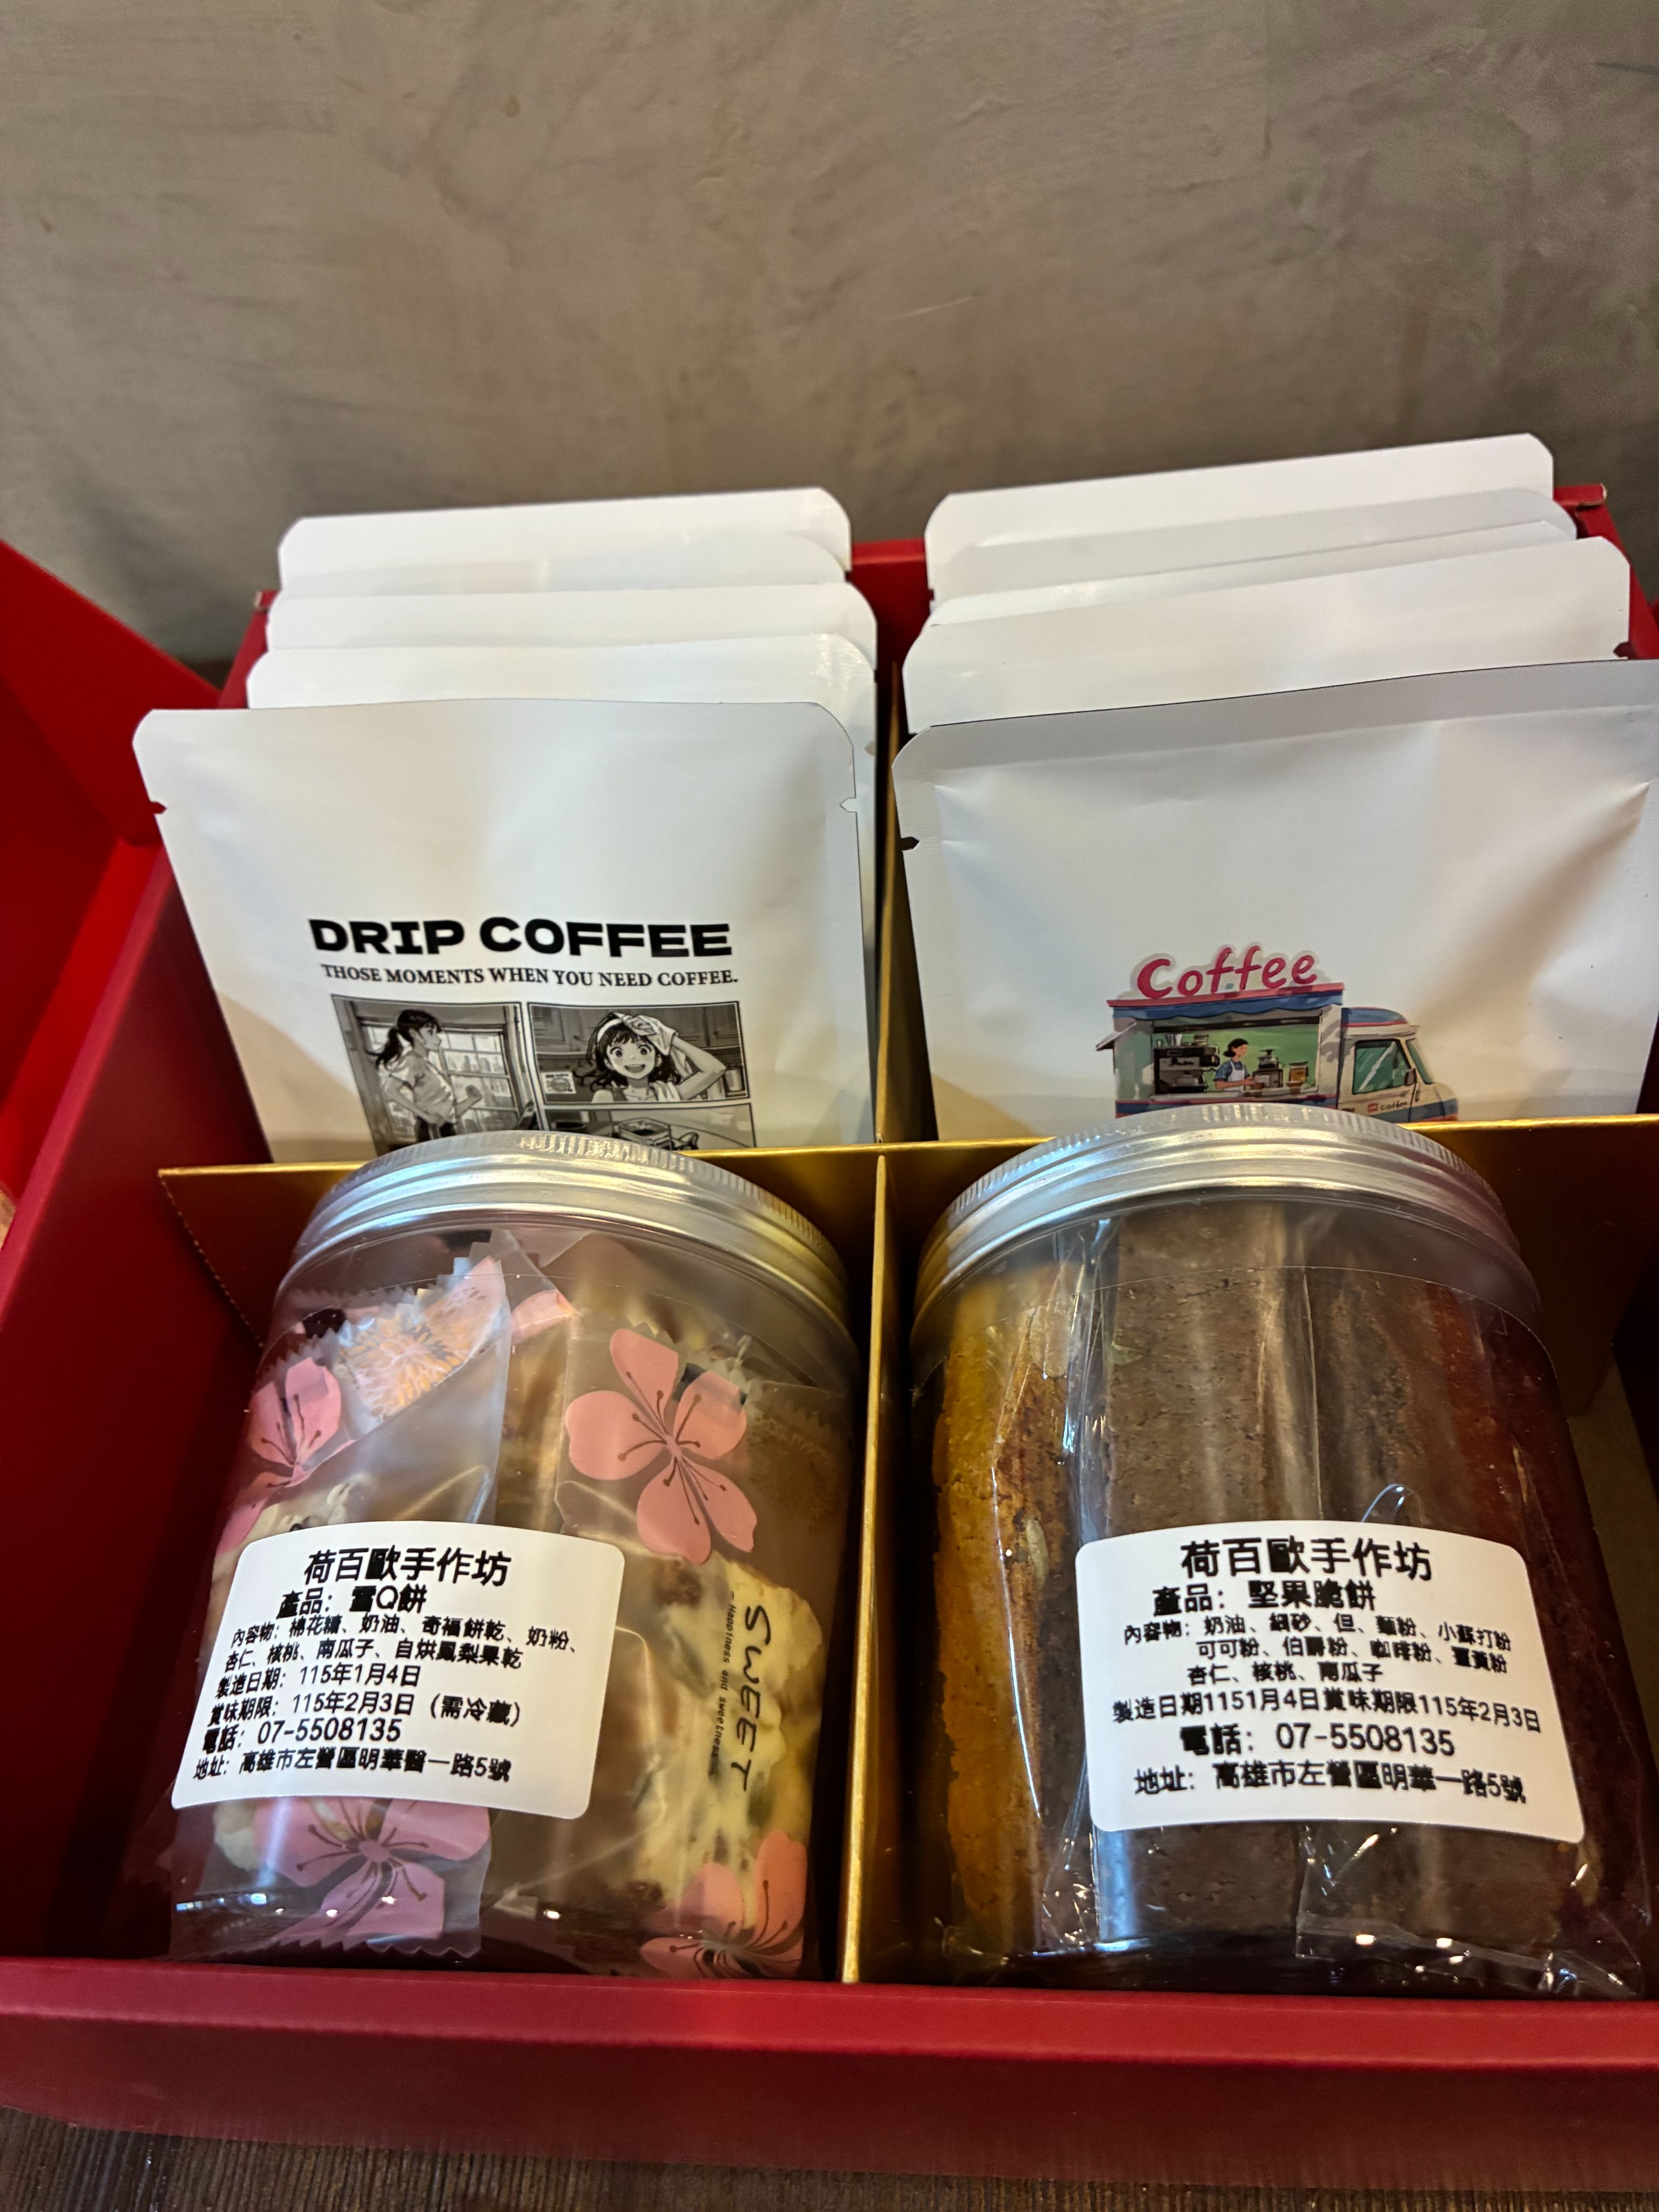 DRIP COFFEE
THOSE MOMENTS WHEN YOU NEED COFFEE.
Coffee
coffee
荷百歐手作坊
產品：雪Q餅
內容物：棉花糖、奶油、奇福餅乾、奶粉、
杏仁、核桃、南瓜子、自烘鳳梨果乾
製造日期：115年1月4日
賞味期限：115年2月3日（需冷藏）
電話：07-5508135
地址：高雄市左營區明華醫一路5號
SWEET
Happiness and sweetness
荷百歐手作坊
產品：堅果脆餅
內容物：奶油、細砂、但、麵粉、小蘇打粉
可可粉、伯爵粉、咖啡粉、薑黃粉
杏仁、核桃、南瓜子
製造日期1151月4日賞味期限115年2月3日
電話：07-5508135
地址：高雄市左營區明華一路5號